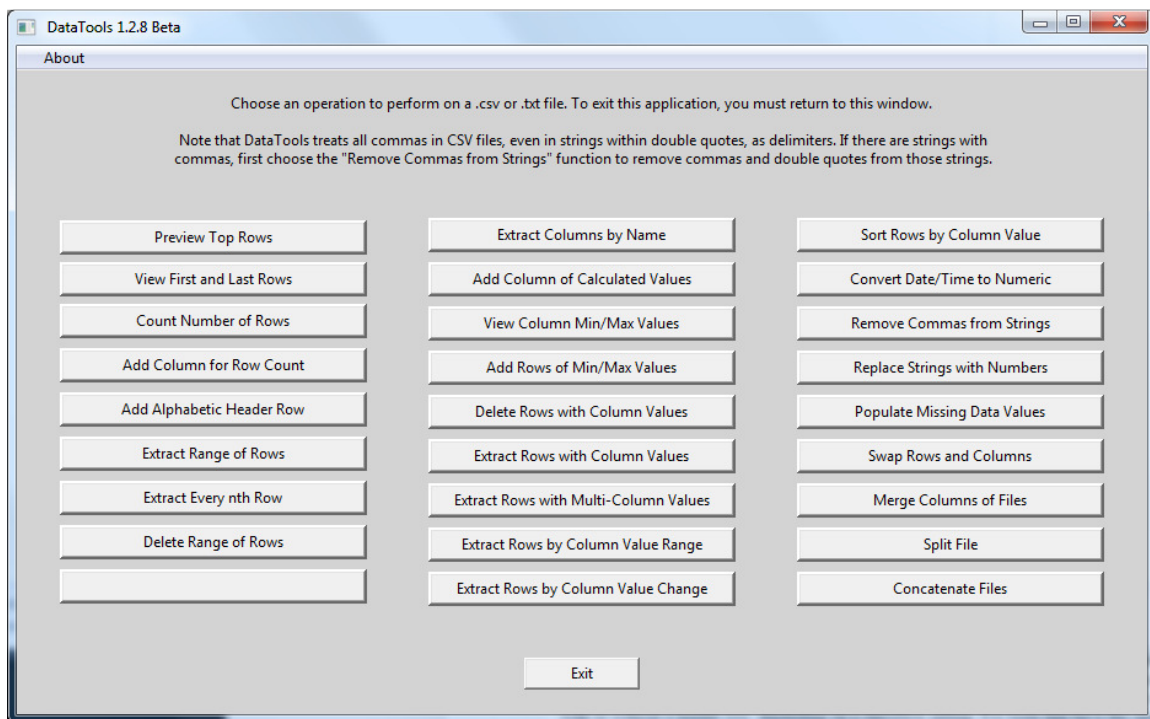 DataTools 1.2.8 Beta
About
Choose an operation to perform on a .csv or .txt file. To exit this application, you must return to this window.
Note that DataTools treats all commas in CSV files, even in strings within double quotes, as delimiters. If there are strings with
commas, first choose the "Remove Commas from Strings" function to remove commas and double quotes from those strings.
Preview Top Rows
View First and Last Rows
Count Number of Rows
Add Column for Row Count
Add Alphabetic Header Row
Extract Range of Rows
Extract Every nth Row
Delete Range of Rows
Extract Columns by Name
Add Column of Calculated Values
View Column Min/Max Values
Add Rows of Min/Max Values
Delete Rows with Column Values
Extract Rows with Column Values
Extract Rows with Multi-Column Values
Extract Rows by Column Value Range
Extract Rows by Column Value Change
Sort Rows by Column Value
Convert Date/Time to Numeric
Remove Commas from Strings
Replace Strings with Numbers
Populate Missing Data Values
Swap Rows and Columns
Merge Columns of Files
Split File
Concatenate Files
Exit